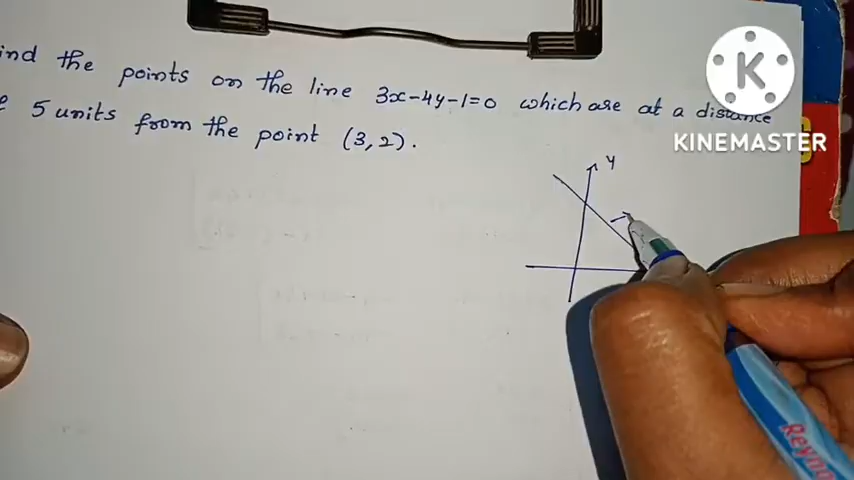 ind the points on the line 3x-4y-1=0 which are at a distance
5 units from the point (3,2).
y
K
KINEMASTER
Reyno